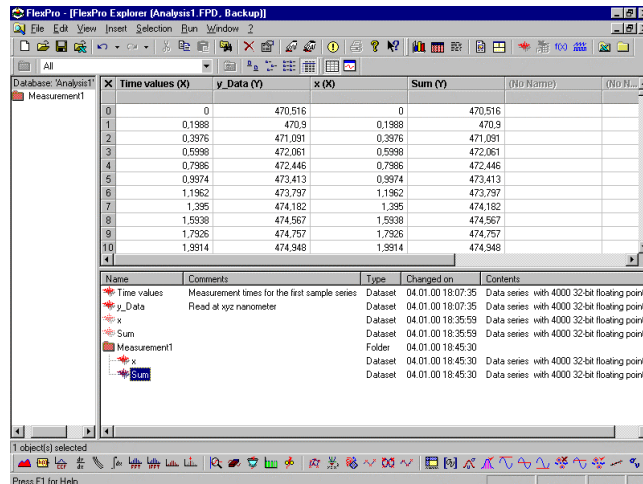 FlexPro - [FlexPro Explorer (Analysis1.FPD, Backup)]
File Edit View Insert Selection Run Window ?
All
Database: 'Analysis1' X Time values (X) y_Data (Y) x (X) Sum (Y) (No Name) (No N...
Measurement1
0 0 470,516 0 470,516
1 0,1988 470,9 0,1988 470,9
2 0,3976 471,091 0,3976 471,091
3 0,5998 472,061 0,5998 472,061
4 0,7986 472,446 0,7986 472,446
5 0,9974 473,413 0,9974 473,413
6 1,1962 473,797 1,1962 473,797
7 1,395 474,182 1,395 474,182
8 1,5938 474,567 1,5938 474,567
9 1,7926 474,757 1,7926 474,757
10 1,9914 474,948 1,9914 474,948
Name Comments Type Changed on Contents
Time values Measurement times for the first sample series Dataset 04.01.00 18:07:35 Data series with 4000 32-bit floating point
y_Data Read at xyz nanometer Dataset 04.01.00 18:07:35 Data series with 4000 32-bit floating point
x Dataset 04.01.00 18:35:59 Data series with 4000 32-bit floating point
Sum Dataset 04.01.00 18:35:59 Data series with 4000 32-bit floating point
Measurement1 Folder 04.01.00 18:45:30
x Dataset 04.01.00 18:45:30 Data series with 4000 32-bit floating point
Sum Dataset 04.01.00 18:45:30 Data series with 4000 32-bit floating point
1 object(s) selected
Press F1 for Help